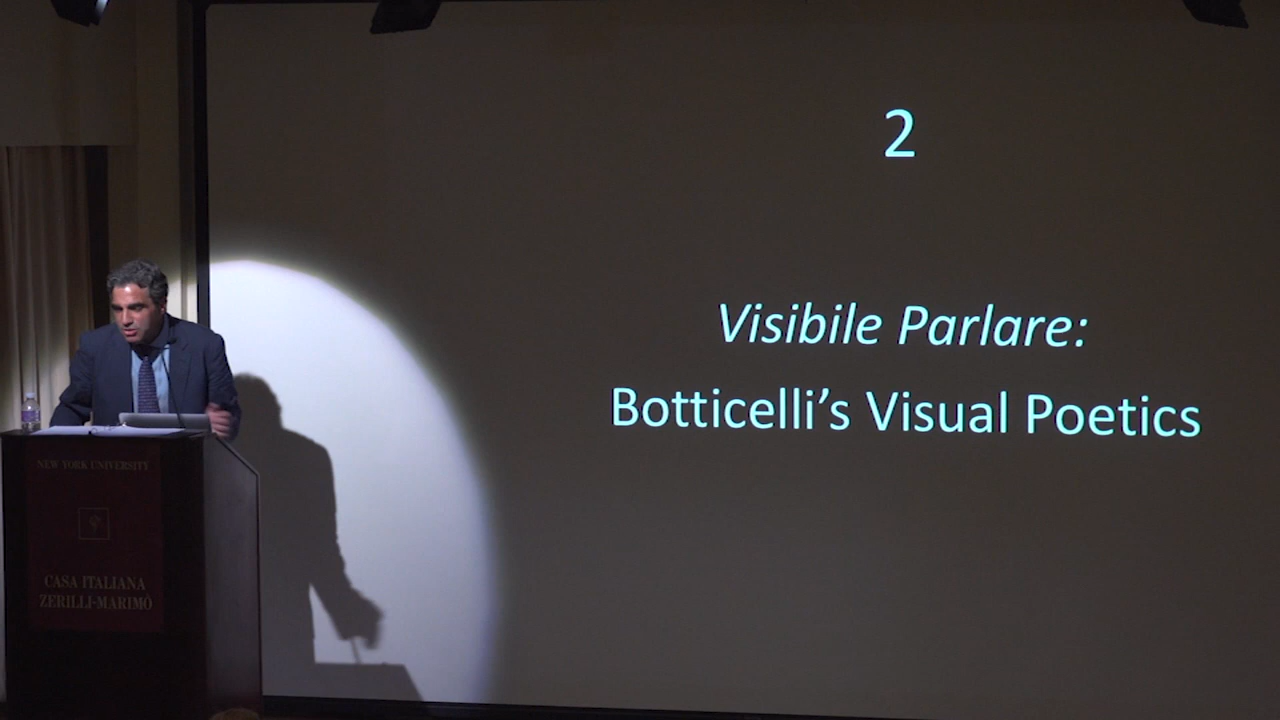 2
Visibile Parlare:
Botticelli's Visual Poetics
NEW YORK UNIVERSITY
CASA ITALIANA
ZERILLI-MARIMÒ